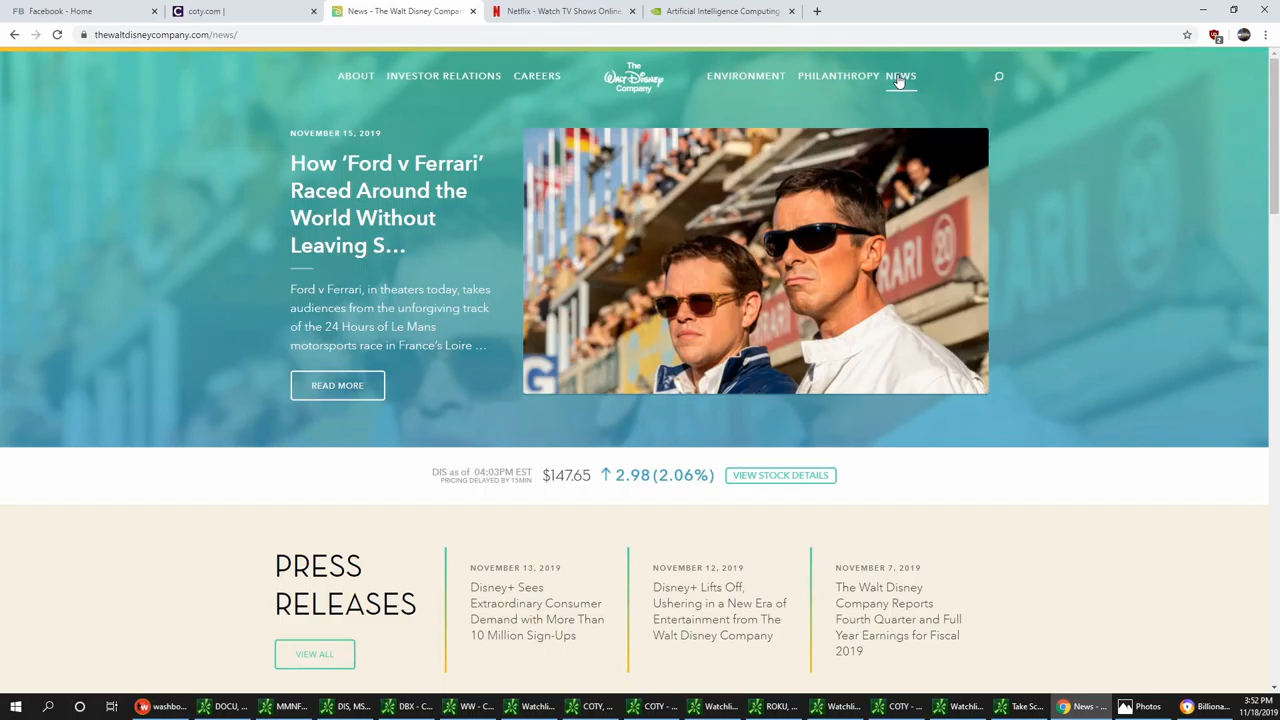 Facebook - Home
coty.com |
News - The Walt Disney Compan
Netflix - Watch TV Shows Online
Artificial Intelligence Computing
thewaltdisneycompany.com/news/
2
ABOUT INVESTOR RELATIONS CAREERS The Walt Disney Company ENVIRONMENT PHILANTHROPY NEWS
NOVEMBER 15, 2019
How ‘Ford v Ferrari’
Raced Around the
World Without
Leaving S…
Ford v Ferrari, in theaters today, takes
audiences from the unforgiving track
of the 24 Hours of Le Mans
motorsports race in France’s Loire …
READ MORE
DIS as of 04:03PM EST
PRICING DELAYED BY 15MIN
$147.65 ↑ 2.98 (2.06%)
VIEW STOCK DETAILS
PRESS
RELEASES
VIEW ALL
NOVEMBER 13, 2019
Disney+ Sees
Extraordinary Consumer
Demand with More Than
10 Million Sign-Ups
NOVEMBER 12, 2019
Disney+ Lifts Off,
Ushering in a New Era of
Entertainment from The
Walt Disney Company
NOVEMBER 7, 2019
The Walt Disney
Company Reports
Fourth Quarter and Full
Year Earnings for Fiscal
2019
washbo... DOCU, ... MMNF... DIS, MS... DBX - C... WW - C... Watchli... COTY, ... COTY - ... Watchli... ROKU, ... Watchli... COTY - ... Watchli... Take Sc... News - ... Photos Billiona...
3:52 PM
11/18/2019